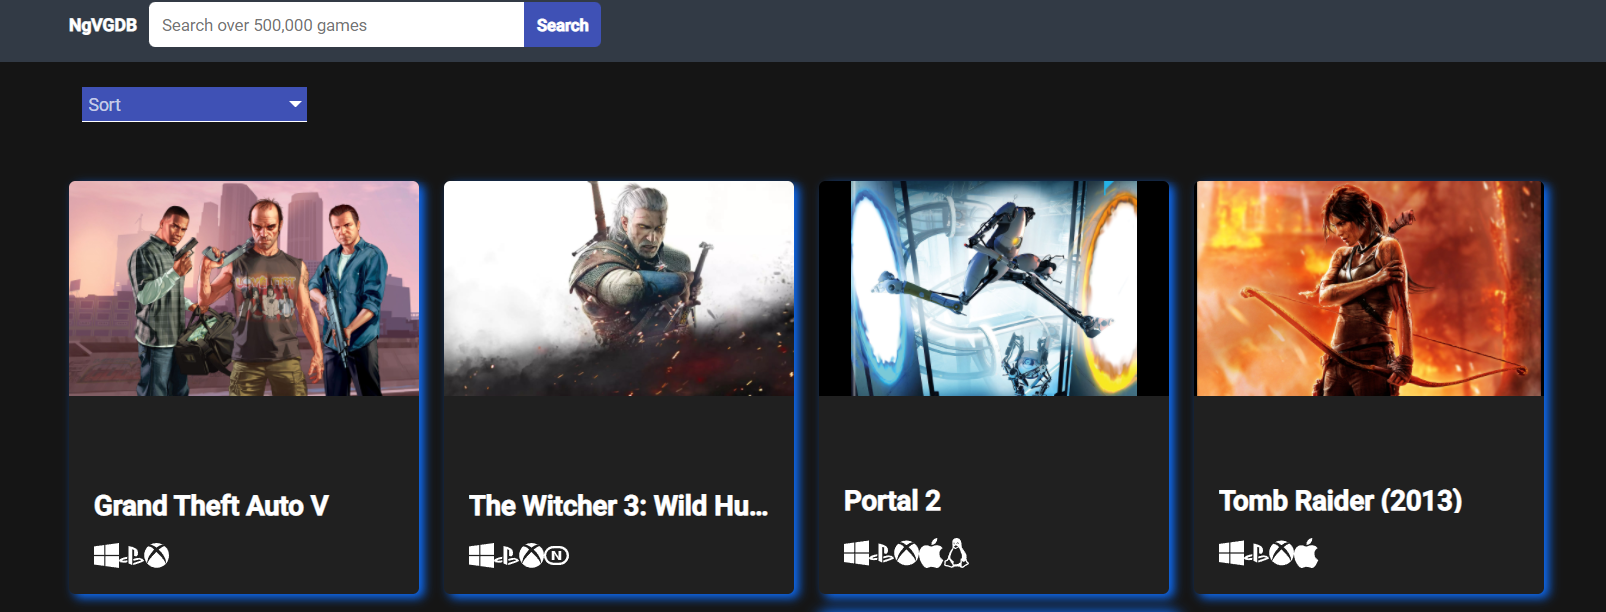 NgVGDB
Search over 500,000 games
Search
Sort
Grand Theft Auto V
The Witcher 3: Wild Hu...
Portal 2
Tomb Raider (2013)